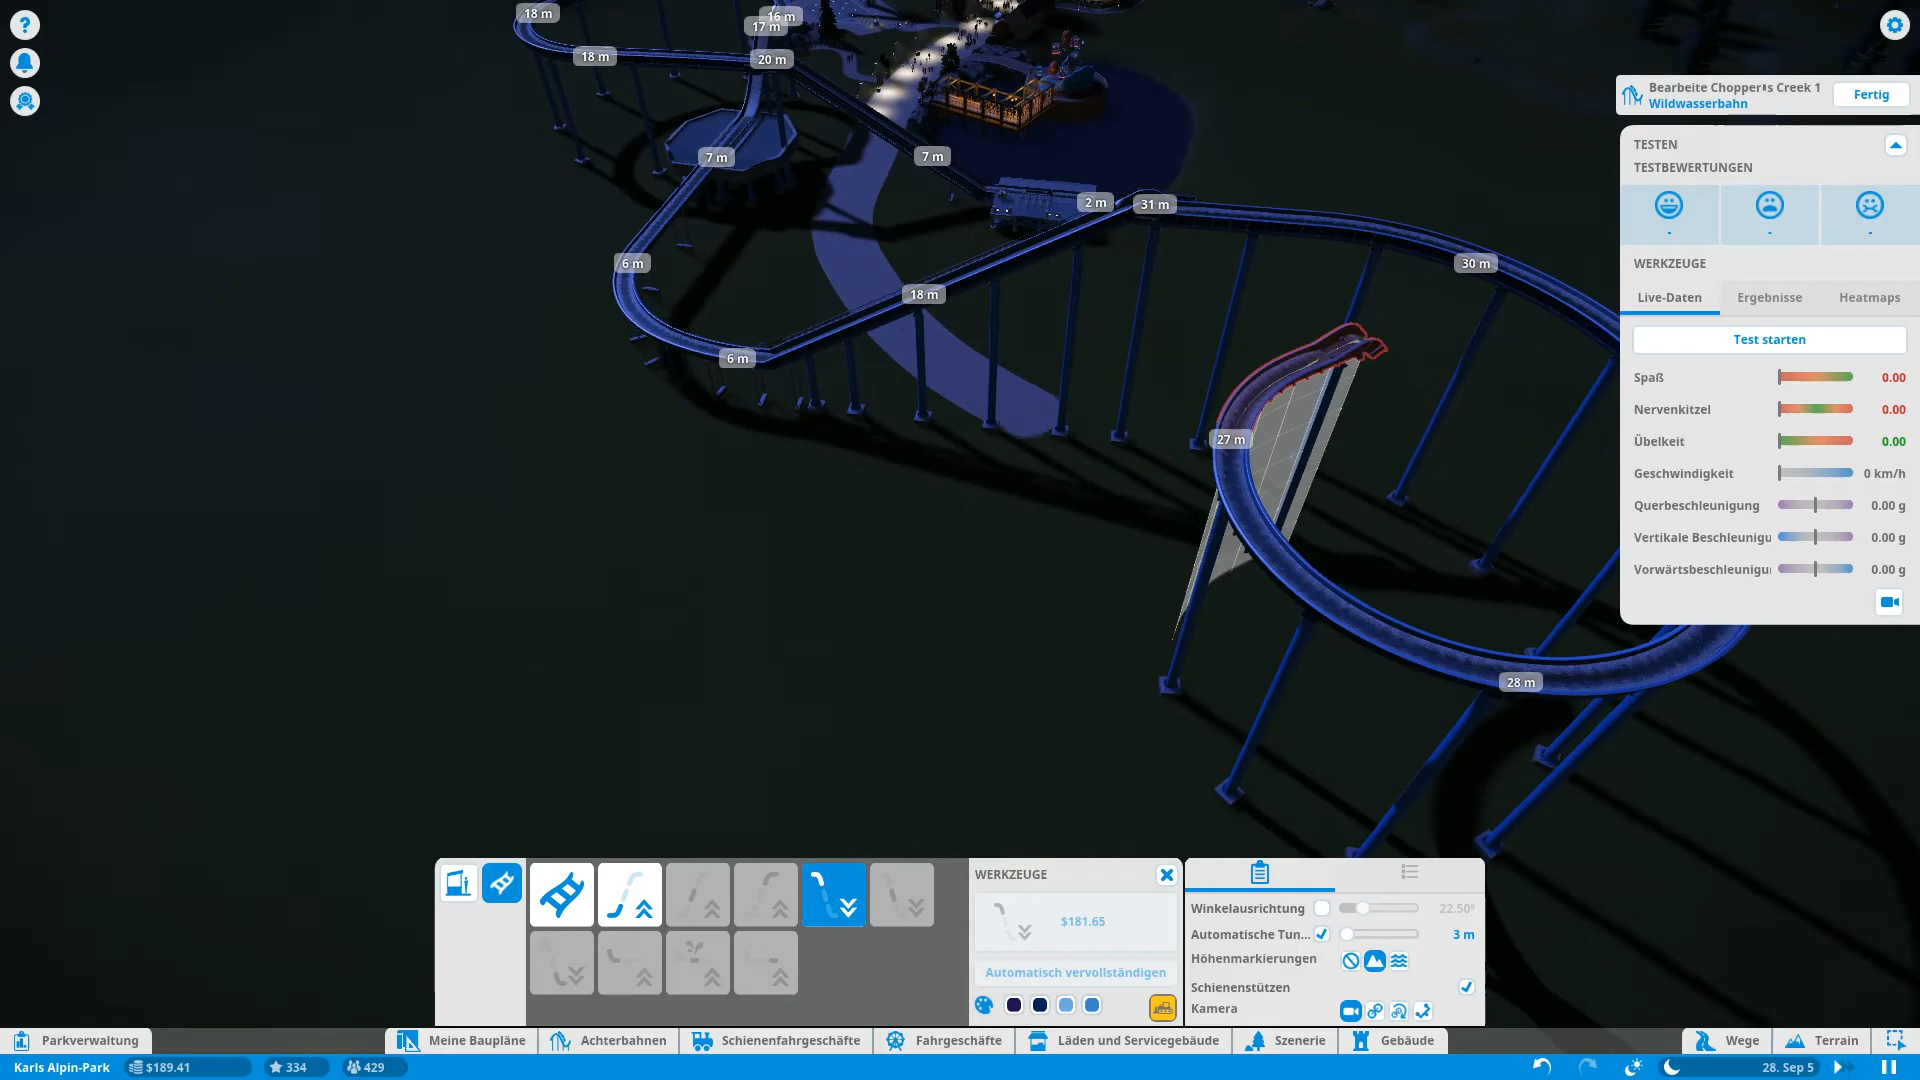 18 m
16 m
17 m
18 m
20 m
7 m
7 m
2 m
31 m
6 m
30 m
18 m
6 m
27 m
28 m
?
Bearbeite Chopper's Creek 1
Wildwasserbahn
Fertig
TESTEN
TESTBEWERTUNGEN
- - -
WERKZEUGE
Live-Daten Ergebnisse Heatmaps
Test starten
Spaß 0.00
Nervenkitzel 0.00
Übelkeit 0.00
Geschwindigkeit 0 km/h
Querbeschleunigung 0.00 g
Vertikale Beschleunigu 0.00 g
Vorwärtsbeschleunigu 0.00 g
WERKZEUGE
$181.65
Automatisch vervollständigen
Winkelausrichtung 22.50°
Automatische Tun... 3 m
Höhenmarkierungen
Schienenstützen
Kamera
Parkverwaltung
Meine Baupläne
Achterbahnen
Schienenfahrgeschäfte
Fahrgeschäfte
Läden und Servicegebäude
Szenerie
Gebäude
Wege
Terrain
Karls Alpin-Park $189.41 334 429
28. Sep 5